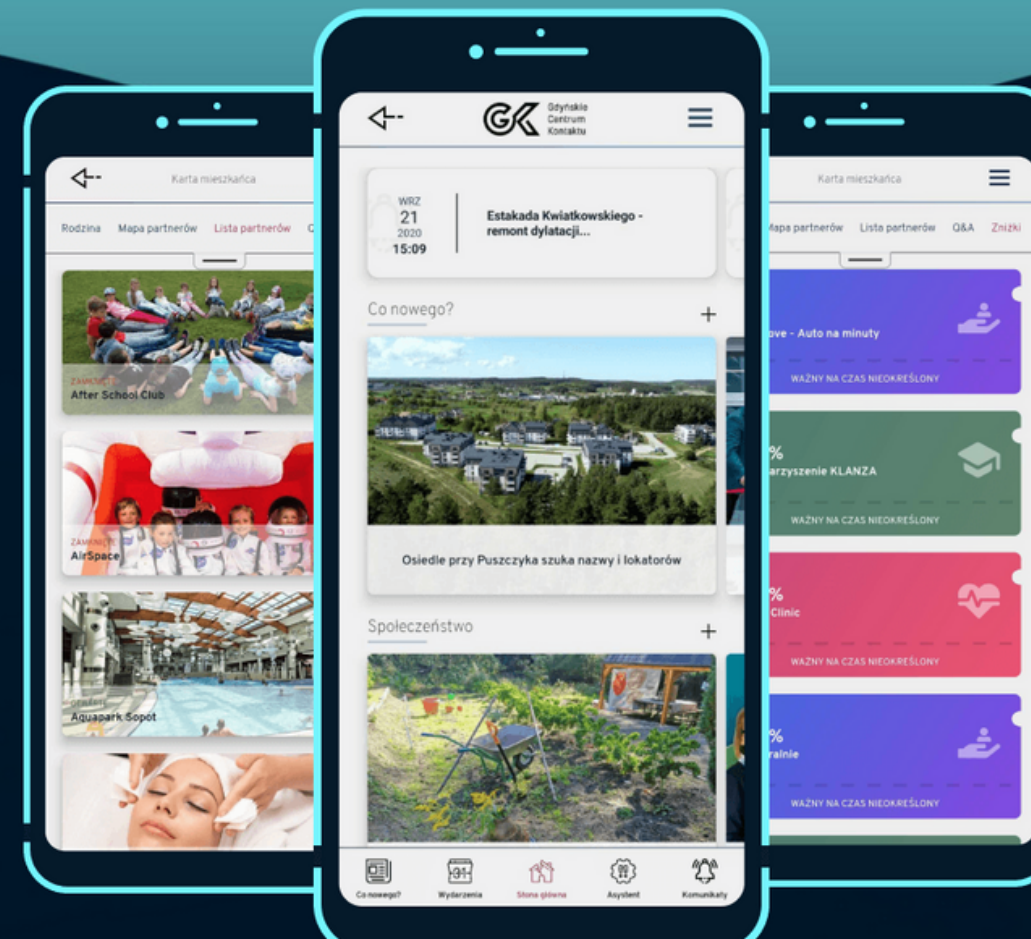 Karta mieszkańca
Rodzina Mapa partnerów Lista partnerów
ZAMKNIĘTE
After School Club
ZAMKNIĘTE
AirSpace
Aquapark Sopot
Gdyńskie
Centrum
Kontaktu
WRZ
21
2020
15:09
Estakada Kwiatkowskiego -
remont dylatacji...
Co nowego?
Osiedle przy Puszczyka szuka nazwy i lokatorów
Społeczeństwo
Co nowego? Wydarzenia Stona główna Asystent Komunikaty
Karta mieszkańca
Mapa partnerów Lista partnerów Q&A Zniżki
ove - Auto na minuty
WAŻNY NA CZAS NIEOKREŚLONY
%
arzyszenie KLANZA
WAŻNY NA CZAS NIEOKREŚLONY
%
Clinic
WAŻNY NA CZAS NIEOKREŚLONY
%
ralnie
WAŻNY NA CZAS NIEOKREŚLONY